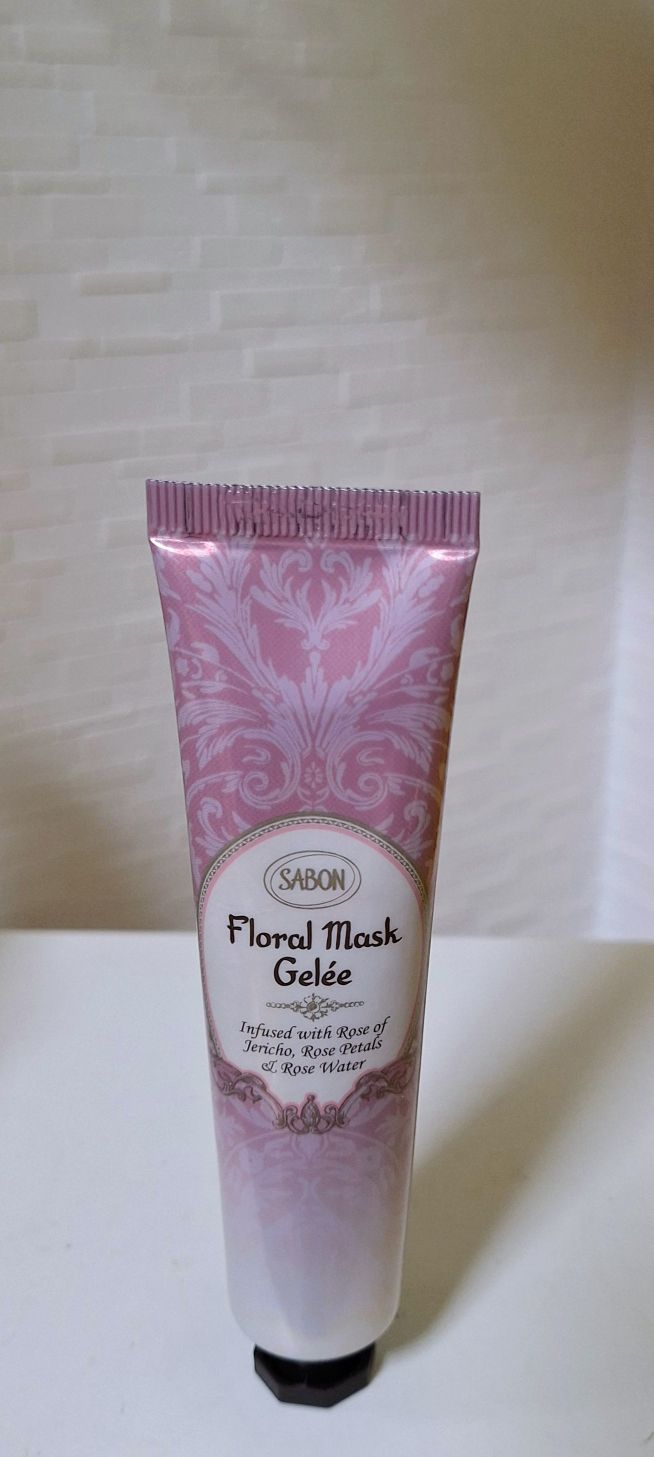 SABON
Floral Mask
Gelée
Infused with Rose of
Jericho, Rose Petals
& Rose Water